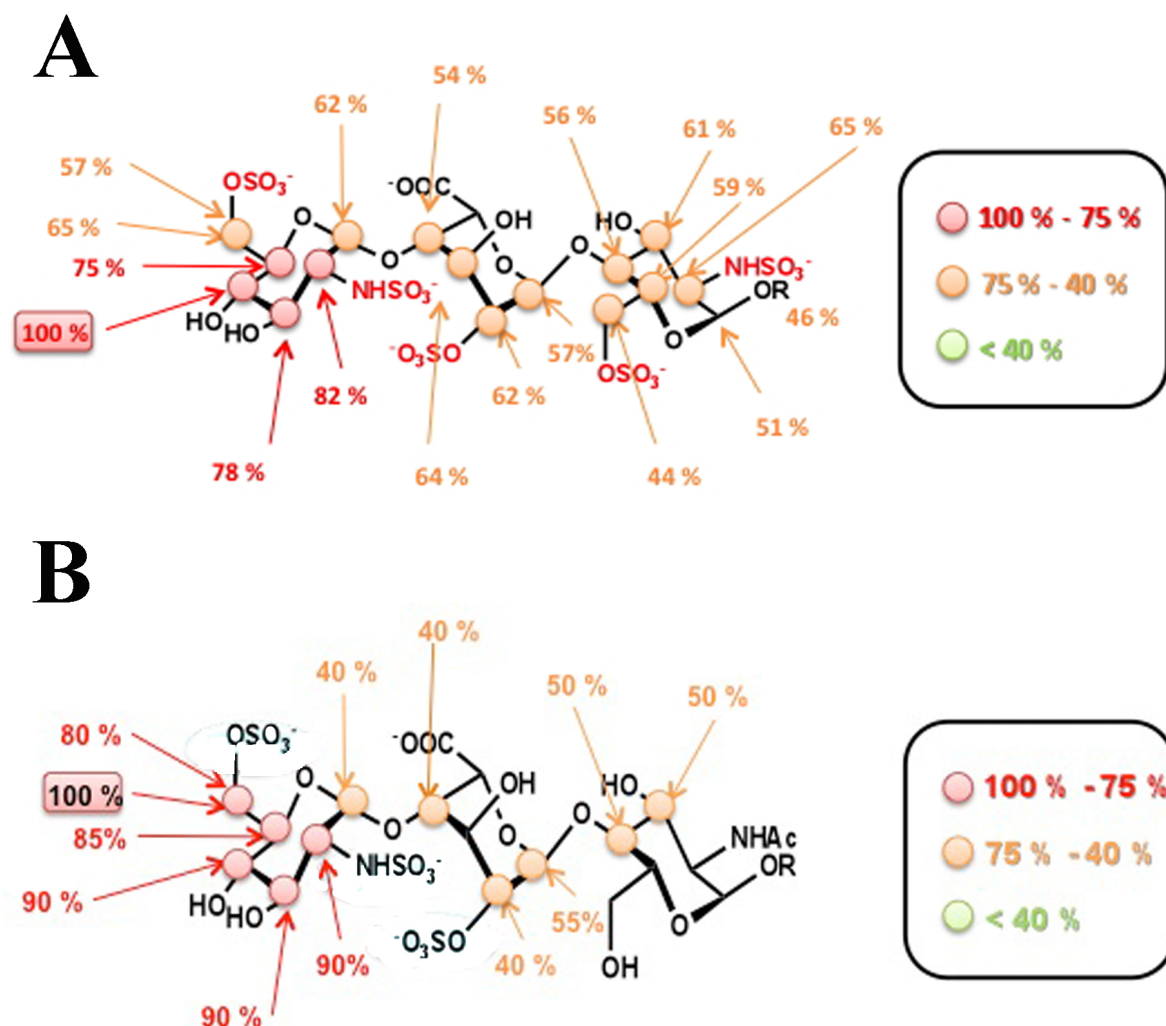 A
54 %
62 %
56 %
61 %
65 %
57 %
OSO₃⁻
⁻OOC
59 %
100 % - 75 %
65 %
O
OH
HO
O
75 %
O
O
NHSO₃⁻
75 % - 40 %
NHSO₃⁻
OR
100 %
HO
HO
46 %
⁻O₃SO
57%
O
< 40 %
OSO₃⁻
82 %
62 %
51 %
78 %
64 %
44 %
B
40 %
40 %
50 %
50 %
80 %
OSO₃⁻
⁻OOC
100 %
O
OH
HO
100 % - 75 %
85%
O
O
O
NHAc
NHSO₃⁻
OR
75 % - 40 %
90 %
HO
HO
55%
O
< 40 %
⁻O₃SO
90%
40 %
OH
90 %